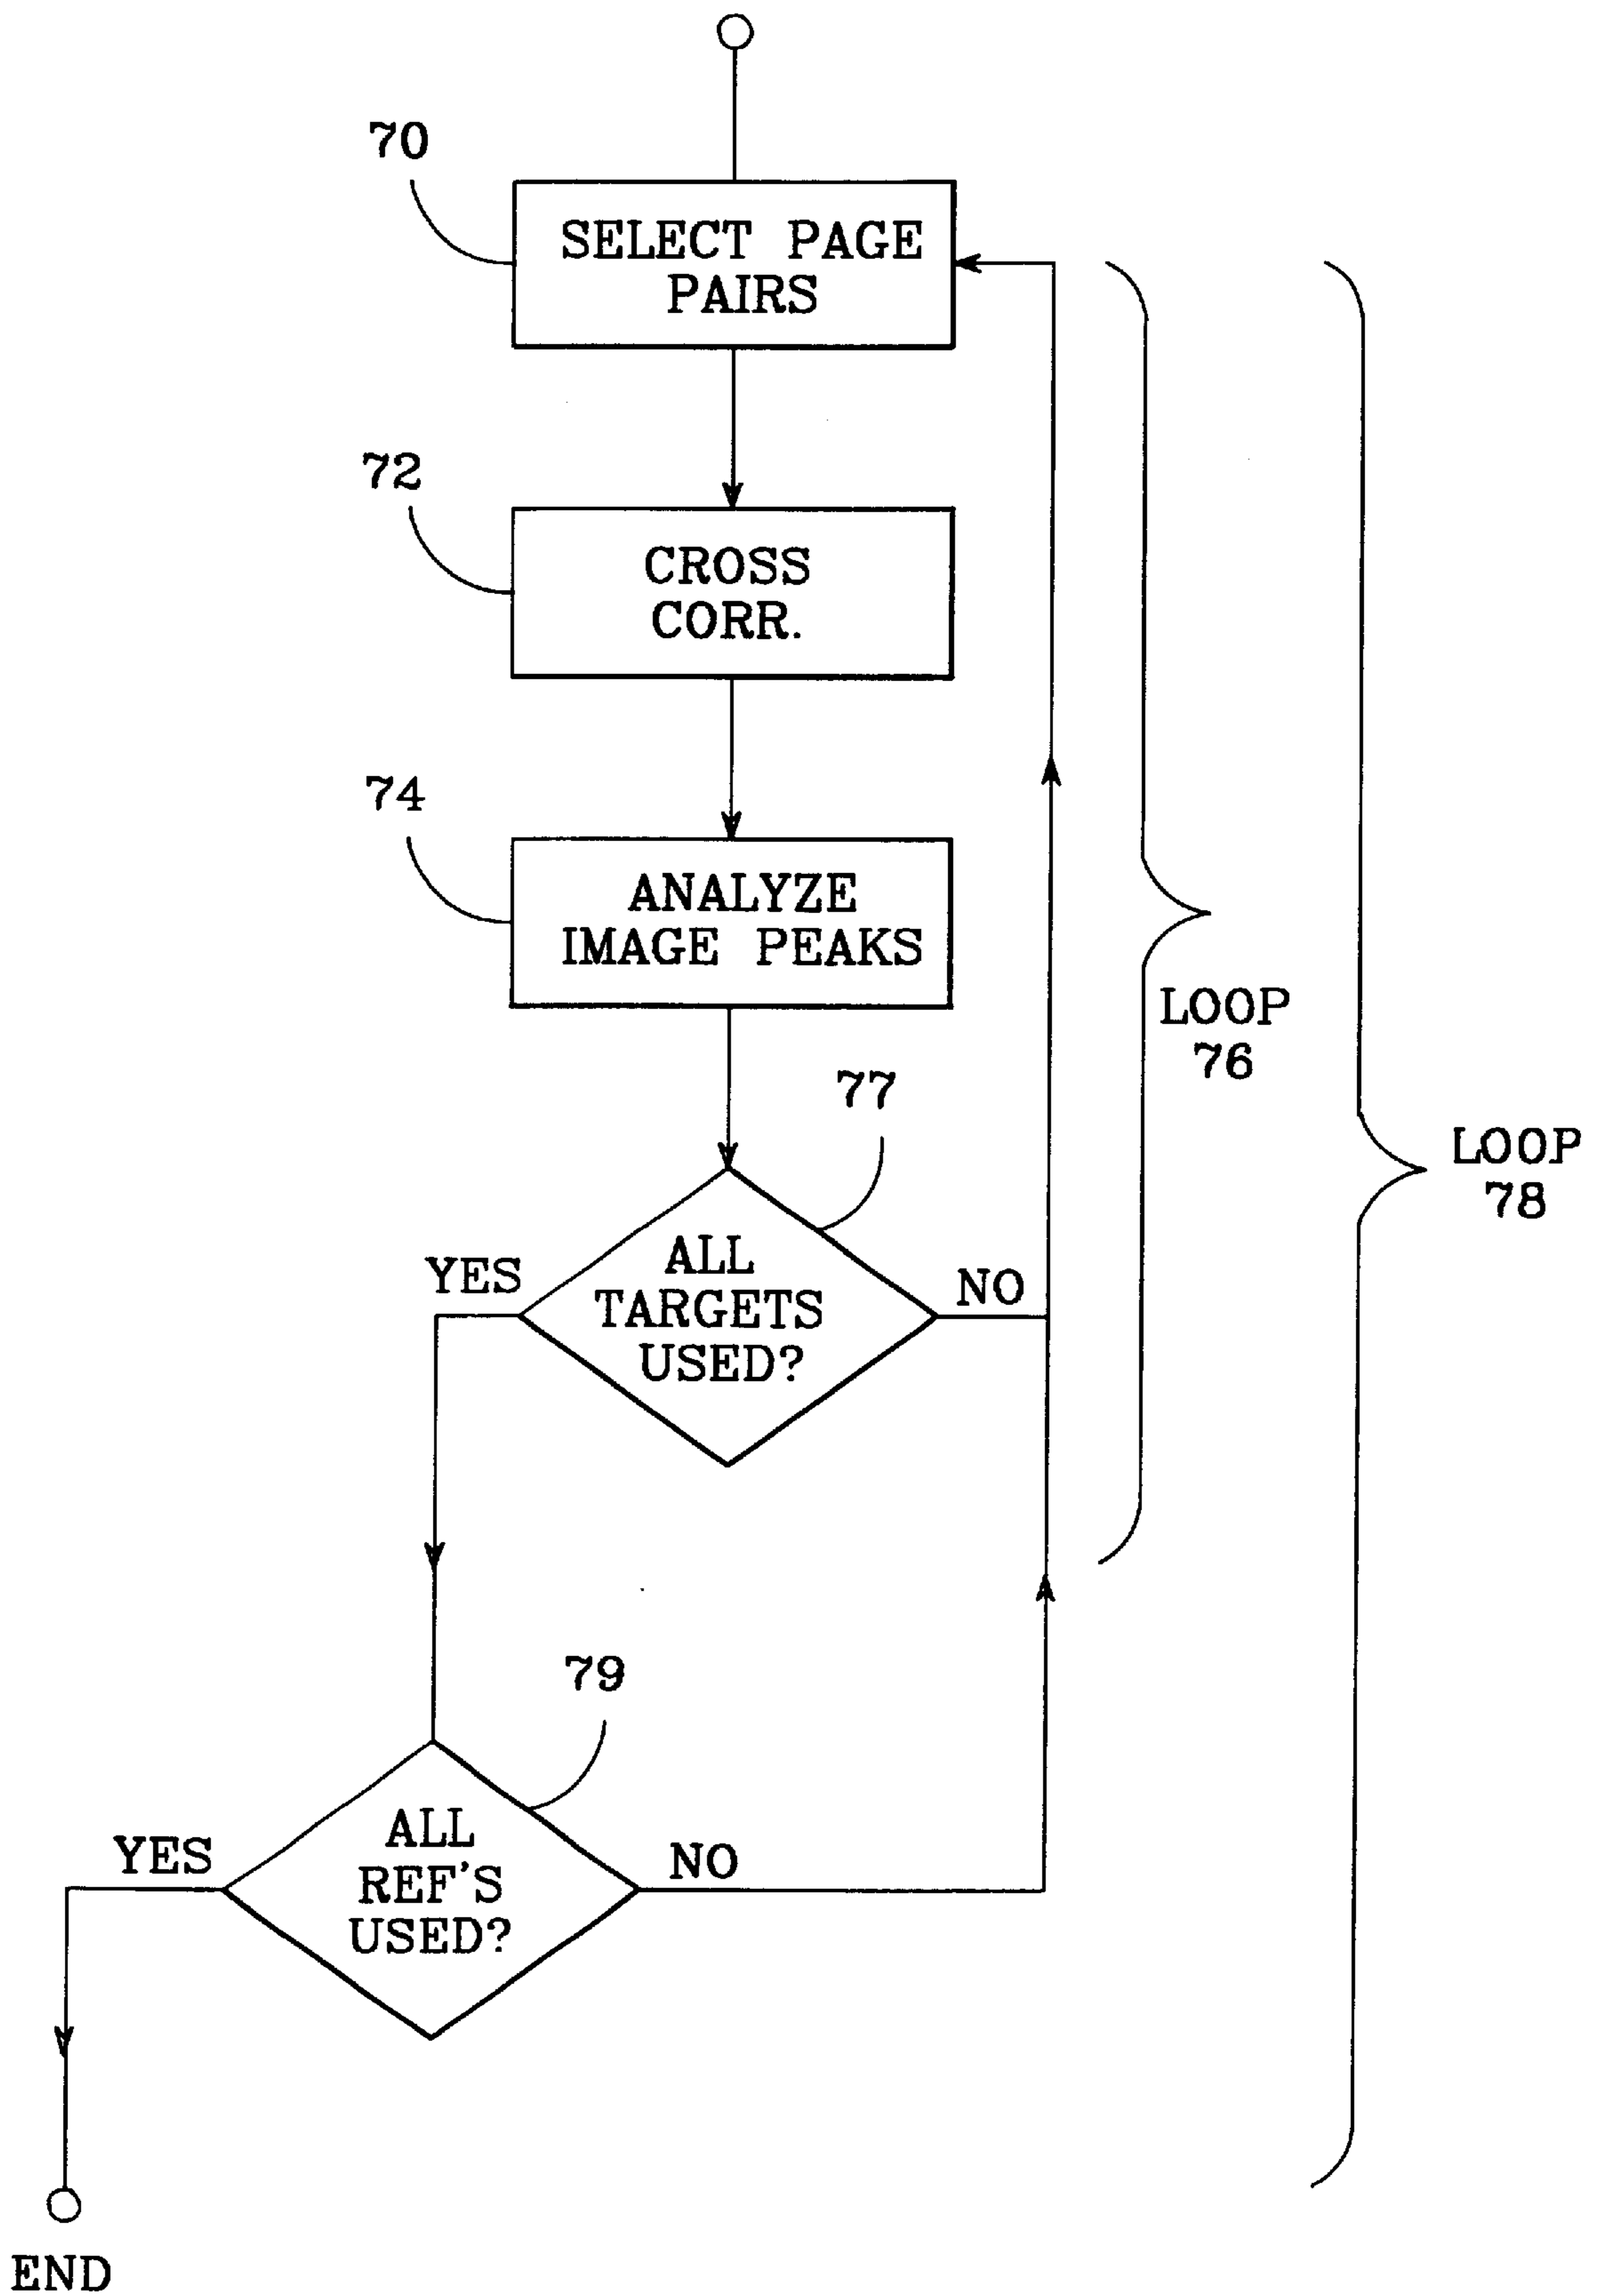 70
SELECT PAGE
PAIRS
72
CROSS
CORR.
74
ANALYZE
IMAGE PEAKS
LOOP
76
77
LOOP
78
YES
ALL
TARGETS
USED?
NO
79
YES
ALL
REF'S
USED?
NO
END